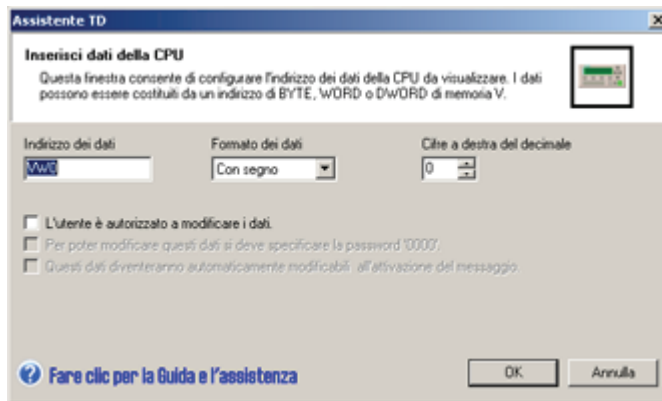 Assistente TD
Inserisci dati della CPU
Questa finestra consente di configurare l'indirizzo dei dati della CPU da visualizzare. I dati
possono essere costituiti da un indirizzo di BYTE, WORD o DWORD di memoria V.
Indirizzo dei dati Formato dei dati Cifre a destra del decimale
VW0 Con segno 0
L'utente è autorizzato a modificare i dati.
Per poter modificare questi dati si deve specificare la password '0000'.
Questi dati diventeranno automaticamente modificabili all'attivazione del messaggio
Fare clic per la Guida e l'assistenza OK Annulla